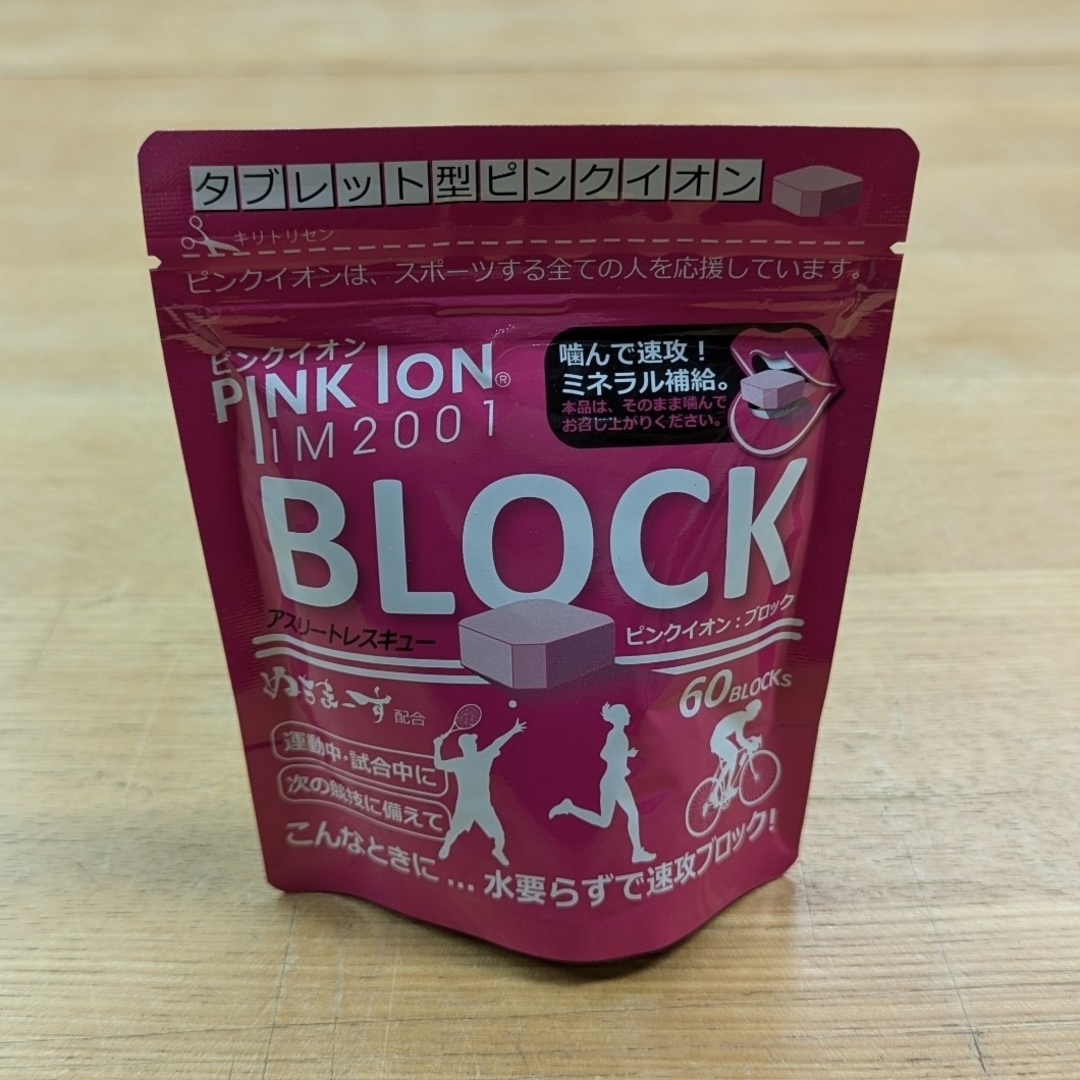 タブレット型ピンクイオン
キリトリセン
ピンクイオンは、スポーツする全ての人を応援しています。
ピンクイオン
PINK ION®
IM2001
噛んで速攻！
ミネラル補給。
本品は、そのまま噛んで
お召し上がりください。
BLOCK
アスリートレスキュー
ピンクイオン：ブロック
ぬちまーす 配合
60BLOCKs
運動中・試合中に
次の競技に備えて
こんなときに... 水要らずで速攻ブロック！